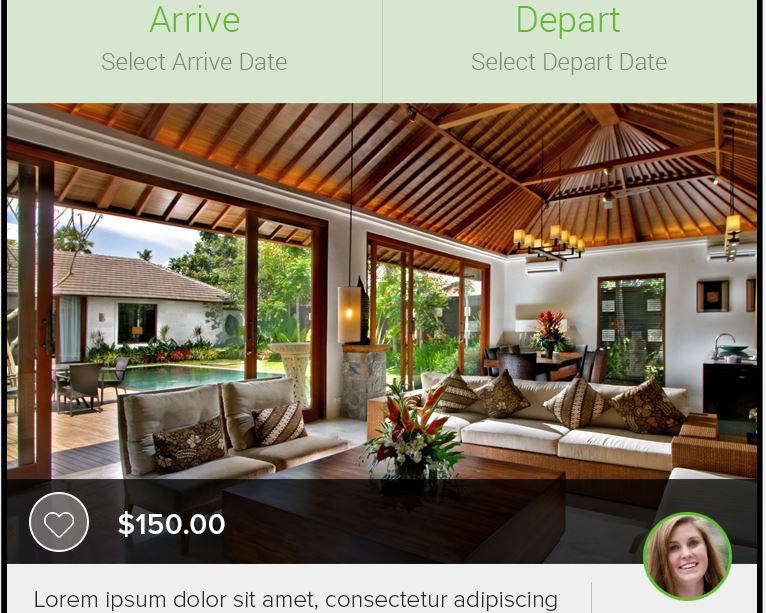 Arrive
Depart
Select Arrive Date
Select Depart Date
$150.00
Lorem ipsum dolor sit amet, consectetur adipiscing